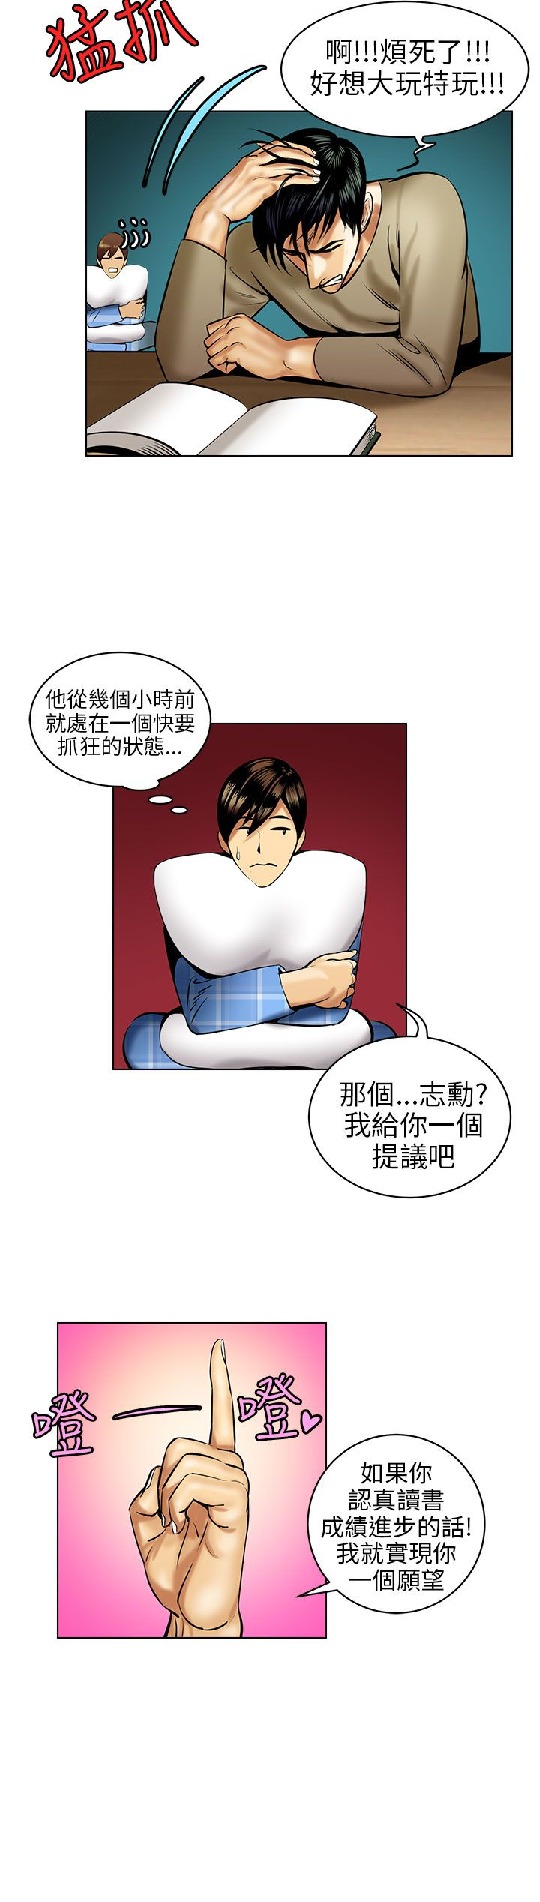 猛抓
啊!!!煩死了!!!
好想大玩特玩!!!
他從幾個小時前
就處在一個快要
抓狂的狀態...
那個...志勳?
我給你一個
提議吧
噔一噔♥
如果你
認真讀書
成績進步的話!
我就實現你
一個願望